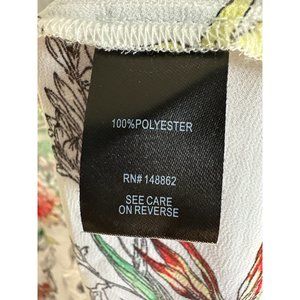 100%POLYESTER
RN# 148862
SEE CARE
ON REVERSE